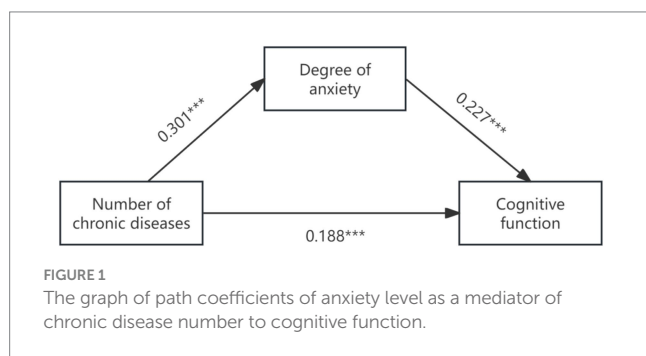 Degree of
anxiety
0.301***
0.227***
Number of
chronic diseases
Cognitive
function
0.188***
FIGURE 1
The graph of path coefficients of anxiety level as a mediator of
chronic disease number to cognitive function.